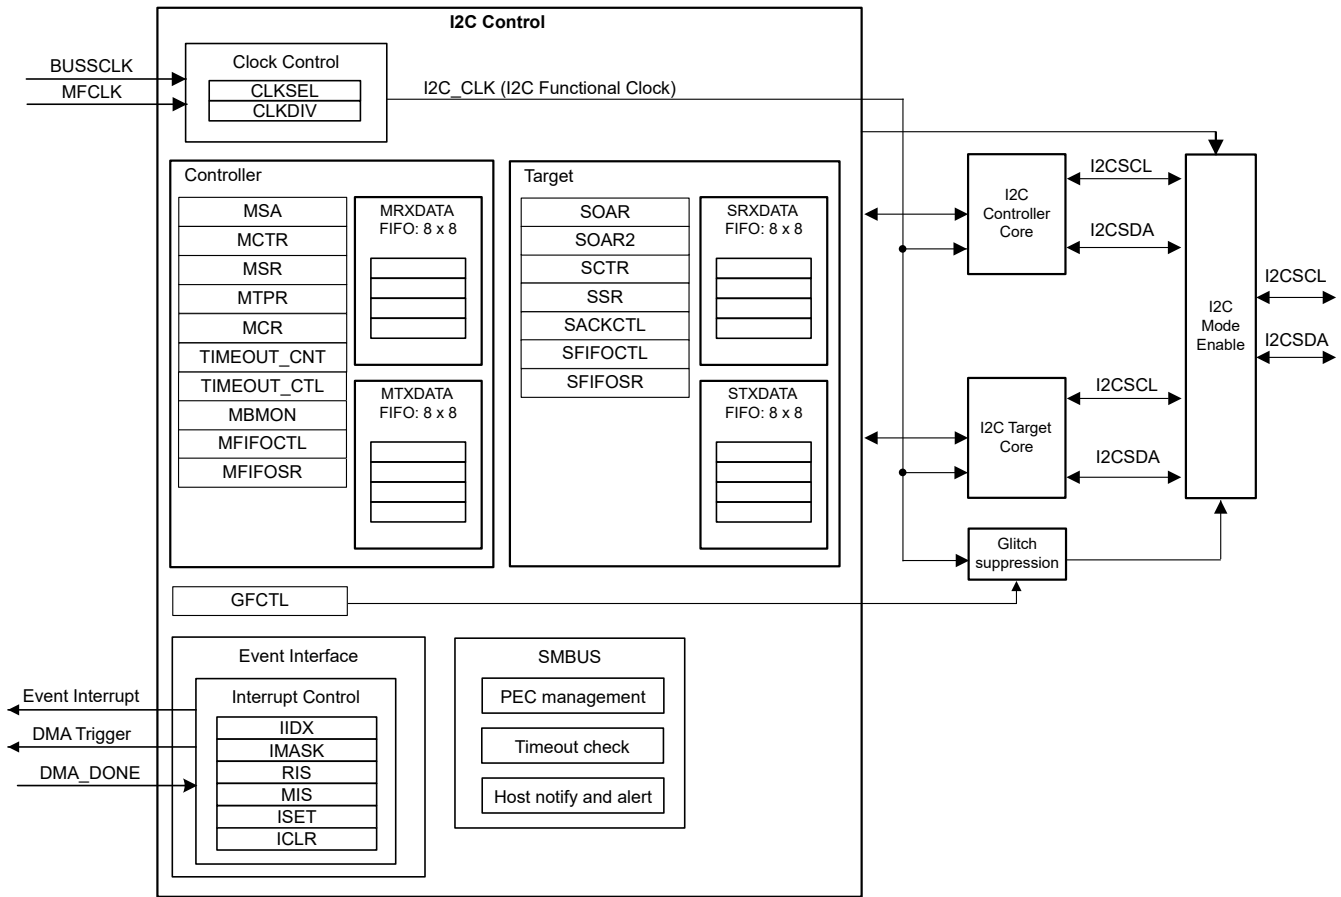 I2C Control
Clock Control
BUSSCLK
MFCLK
CLKSEL
CLKDIV
I2C_CLK (I2C Functional Clock)
Controller
MSA
MCTR
MSR
MTPR
MCR
TIMEOUT_CNT
TIMEOUT_CTL
MBMON
MFIFOCTL
MFIFOSR
MRXDATA
FIFO: 8 x 8
MTXDATA
FIFO: 8 x 8
Target
SOAR
SOAR2
SCTR
SSR
SACKCTL
SFIFOCTL
SFIFOSR
SRXDATA
FIFO: 8 x 8
STXDATA
FIFO: 8 x 8
I2C
Controller
Core
I2CSCL
I2CSDA
I2C Target
Core
I2CSCL
I2CSDA
I2C
Mode
Enable
I2CSCL
I2CSDA
Glitch
suppression
GFCTL
Event Interface
Interrupt Control
Event Interrupt
DMA Trigger
DMA_DONE
IIDX
IMASK
RIS
MIS
ISET
ICLR
SMBUS
PEC management
Timeout check
Host notify and alert